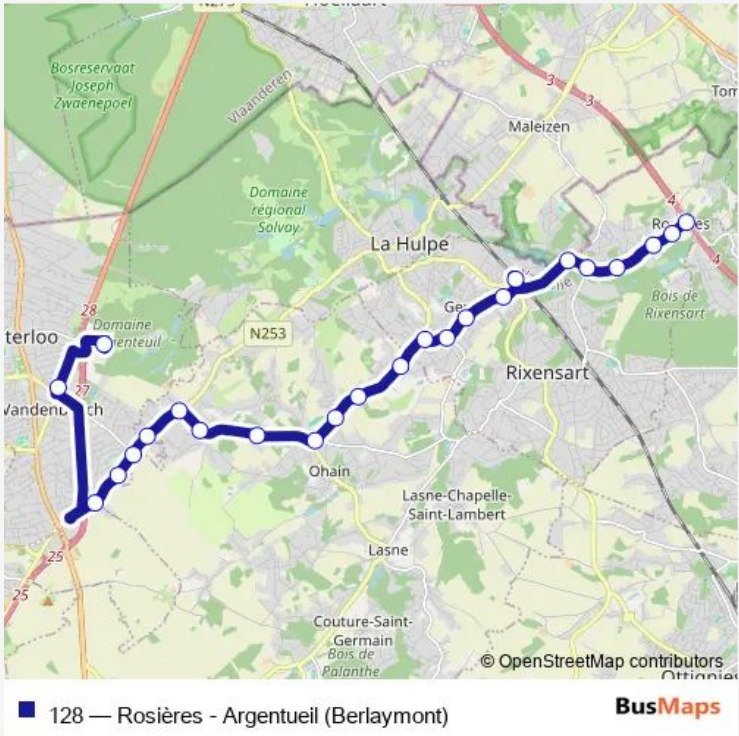 N275
Bosreservaat
Joseph
Zwaenepoel
Vlaanderen
3
3
Maleizen
Domaine
régional
Solvay
La Hulpe
4
4
Bois de
Rixensart
28
Domaine
N253
Rixensart
27
Ohain
Lasne-Chapelle-
Saint-Lambert
Lasne
25
25
Couture-Saint-
Germain
Bois de
Palanthe
© OpenStreetMap contributors
128 — Rosières - Argentueil (Berlaymont)
BusMaps